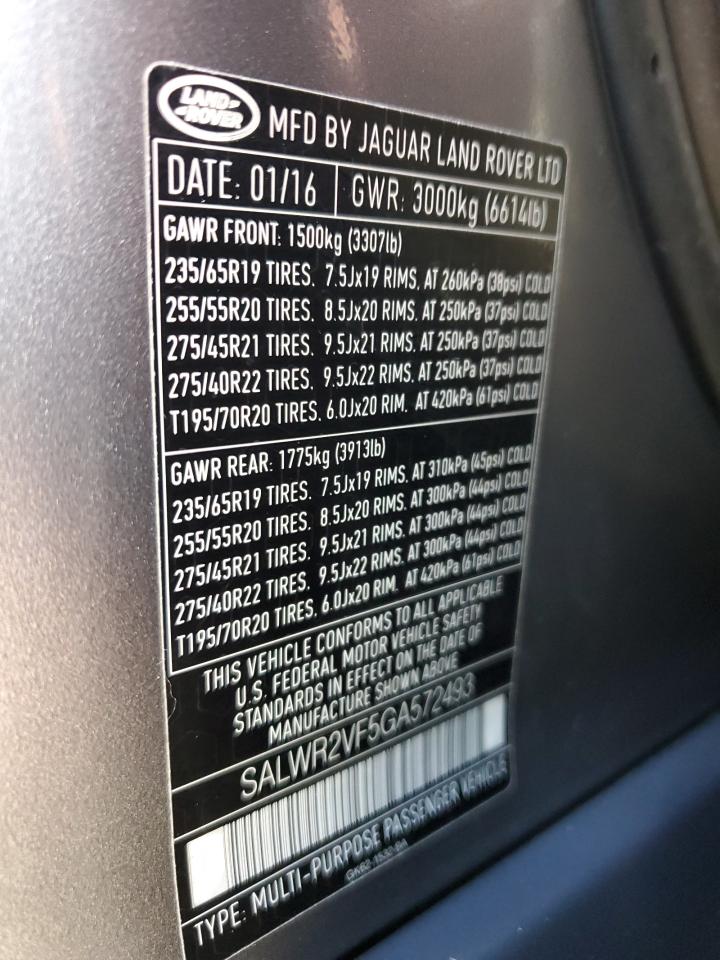 LAND ROVER
MFD BY JAGUAR LAND ROVER LTD
DATE: 01/16 GWR: 3000kg (6614lb)
GAWR FRONT: 1500kg (3307lb)
235/65R19 TIRES. 7.5Jx19 RIMS. AT 260kPa (38psi) COLD
255/55R20 TIRES. 8.5Jx20 RIMS. AT 250kPa (37psi) COLD
275/45R21 TIRES. 9.5Jx21 RIMS. AT 250kPa (37psi) COLD
275/40R22 TIRES. 9.5Jx22 RIMS. AT 250kPa (37psi) COLD
T195/70R20 TIRES. 6.0Jx20 RIM. AT 420kPa (61psi) COLD
GAWR REAR: 1775kg (3913lb)
235/65R19 TIRES. 7.5Jx19 RIMS. AT 310kPa (45psi) COLD
255/55R20 TIRES. 8.5Jx20 RIMS. AT 300kPa (44psi) COLD
275/45R21 TIRES. 9.5Jx21 RIMS. AT 300kPa (44psi) COLD
275/40R22 TIRES. 9.5Jx22 RIMS. AT 300kPa (44psi) COLD
T195/70R20 TIRES. 6.0Jx20 RIM. AT 420kPa (61psi) COLD
THIS VEHICLE CONFORMS TO ALL APPLICABLE
U.S. FEDERAL MOTOR VEHICLE SAFETY
STANDARDS IN EFFECT ON THE DATE OF
MANUFACTURE SHOWN ABOVE
SALWR2VF5GA572493
TYPE: MULTI-PURPOSE PASSENGER VEHICLE